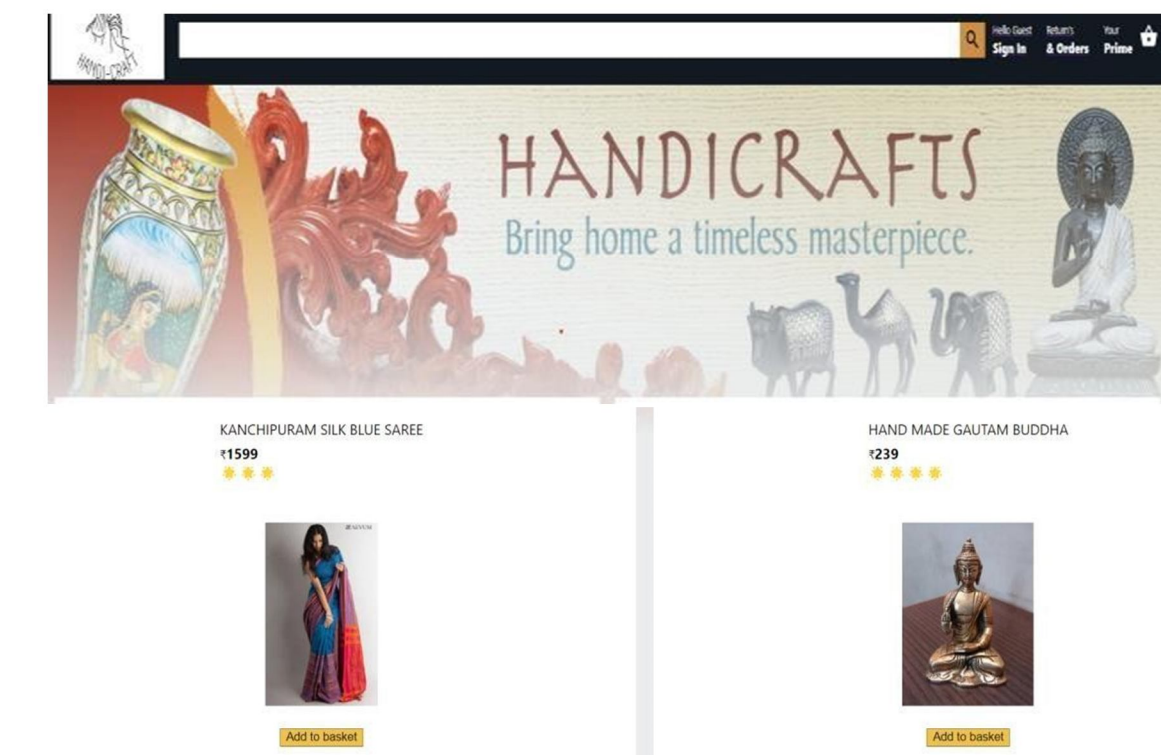 HANDI-CRAFT
Hello Guest
Sign In
Return's
& Orders
Your
Prime
HANDICRAFTS
Bring home a timeless masterpiece.
KANCHIPURAM SILK BLUE SAREE
₹1599
HAND MADE GAUTAM BUDDHA
₹239
Add to basket
Add to basket